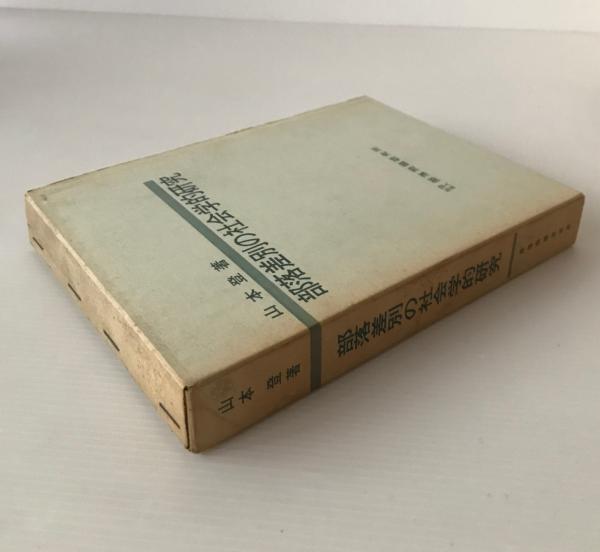 部落差別の社会学的研究
山本登著
部落差別の社会学的研究
山本 登著